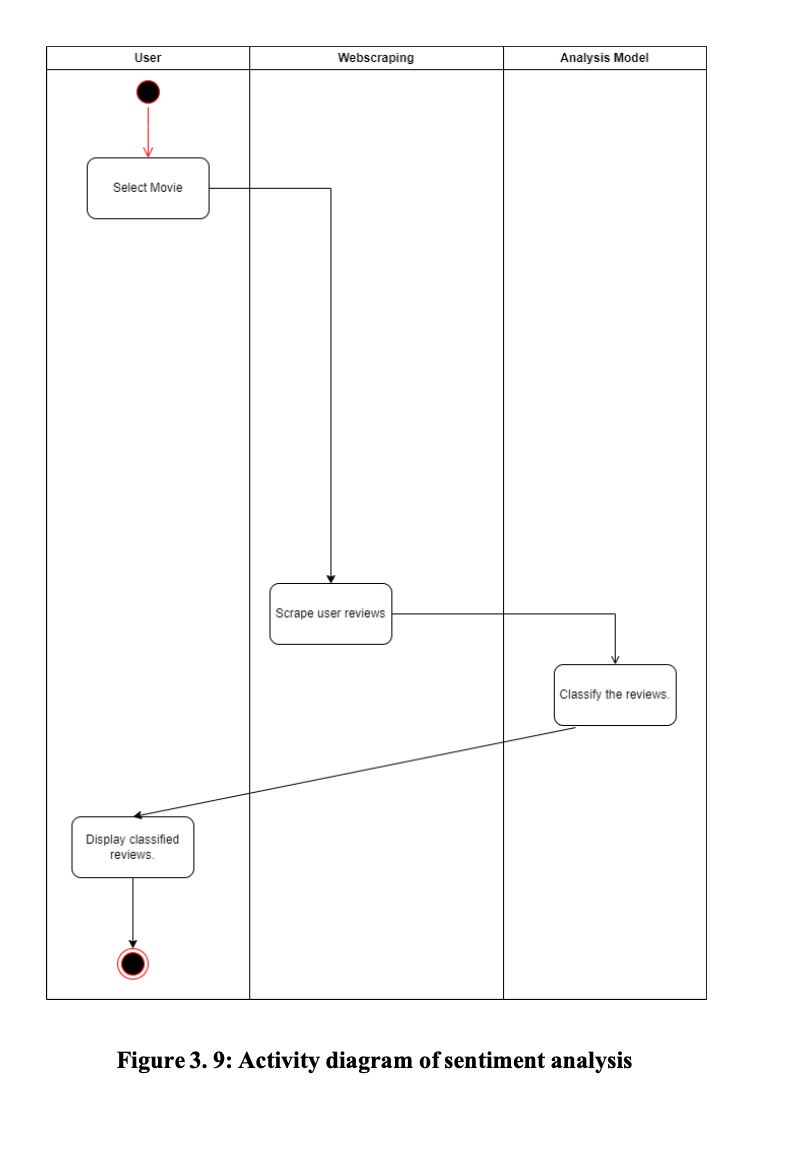 User
Webscraping
Analysis Model
Select Movie
Scrape user reviews
Classify the reviews.
Display classified
reviews.
Figure 3. 9: Activity diagram of sentiment analysis